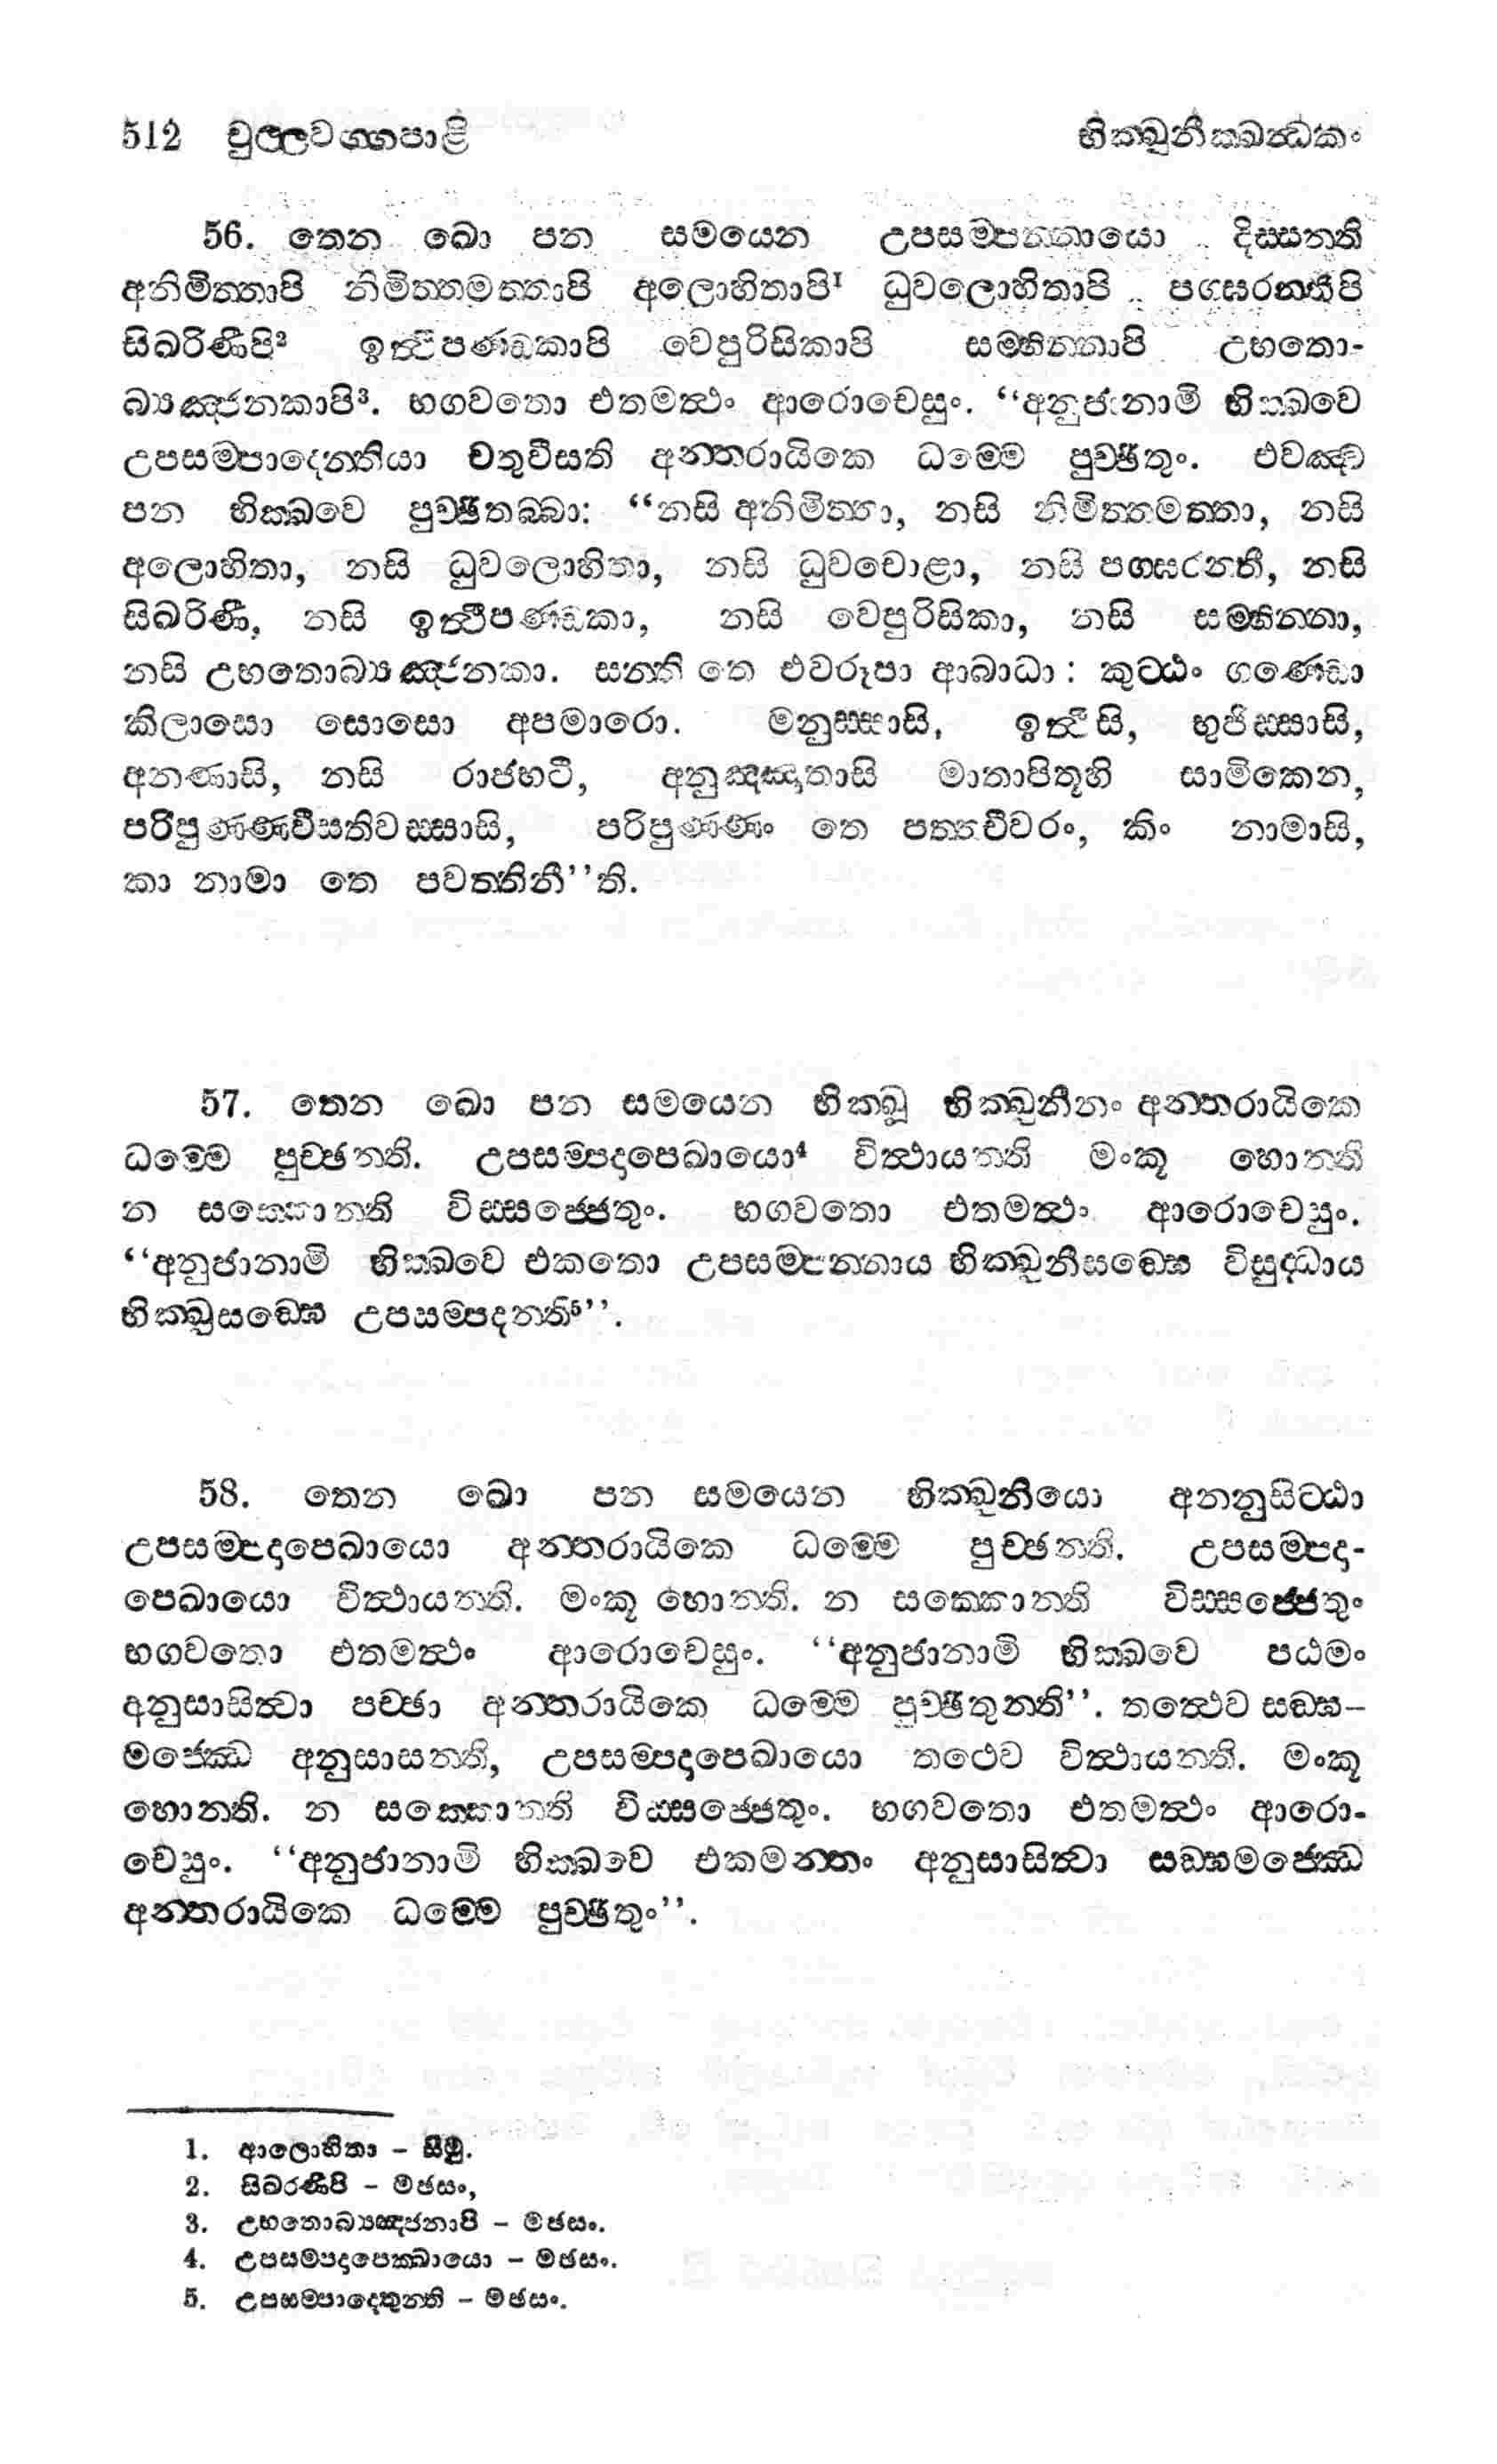 512 චුල්ලවග්ගපාළි භික්ඛුනීක්ඛන්ධකං
56. තෙන ඛො පන සමයෙන උපසම්පන්නායො දිස්සන්ති
අනිමිත්තාපි නිමිත්තමත්තාපි අලොහිතාපි¹ ධුවලොහිතාපි පග්ඝරන්තීපි
සිඛරිණීපි² ඉත්ථිපණ්ඩකාපි වෙපුරිසිකාපි සම්භින්නාපි උභතො-
බ්‍යඤ්ජනකාපි³. භගවතො එතමත්ථං ආරොචෙසුං. “අනුජානාමි භික්ඛවෙ
උපසම්පාදෙන්තියා චතුවීසති අන්තරායිකෙ ධම්මෙ පුච්ඡිතුං. එවඤ්ච
පන භික්ඛවෙ පුච්ඡිතබ්බා: “නසි අනිමිත්තා, නසි නිමිත්තමත්තා, නසි
අලොහිතා, නසි ධුවලොහිතා, නසි ධුවචොළා, නසි පග්ඝරන්තී, නසි
සිඛරිණී, නසි ඉත්ථීපණ්ඩකා, නසි වෙපුරිසිකා, නසි සම්භින්නා,
නසි උභතොබ්‍යඤ්ජනකා. සන්ති තෙ එවරූපා ආබාධා : කුට්ඨං ගණ්ඩො
කිලාසො සොසො අපමාරො. මනුස්සාසි, ඉත්ථීසි, භුජිස්සාසි,
අනණාසි, නසි රාජභටී, අනුඤ්ඤාතාසි මාතාපිතූහි සාමිකෙන,
පරිපුණ්ණවීසතිවස්සාසි, පරිපුණ්ණං තෙ පත්තචීවරං, කිං නාමාසි,
කා නාමා තෙ පවත්තිනී’’ති.
57. තෙන ඛො පන සමයෙන භික්ඛූ භික්ඛුනීනං අන්තරායිකෙ
ධම්මෙ පුච්ඡන්ති. උපසම්පදාපෙඛායො⁴ විත්ථායන්ති මංකූ හොන්ති
න සක්කොන්ති විස්සජ්ජෙතුං. භගවතො එතමත්ථං ආරොචෙසුං.
‘‘අනුජානාමි භික්ඛවෙ එකතො උපසම්පන්නාය භික්ඛුනීසඞ්ඝෙ විසුද්ධාය
භික්ඛුසඞ්ඝෙ උපසම්පදන්ති⁵’’.
58. තෙන ඛො පන සමයෙන භික්ඛුනියො අනනුසිට්ඨා
උපසම්පදාපෙඛායො අන්තරායිකෙ ධම්මෙ පුච්ඡන්ති. උපසම්පදා-
පෙඛායො විත්ථායන්ති. මංකූ හොන්ති. න සක්කොන්ති විස්සජ්ජෙතුං
භගවතො එතමත්ථං ආරොචෙසුං. ‘‘අනුජානාමි භික්ඛවෙ පඨමං
අනුසාසිත්වා පච්ඡා අන්තරායිකෙ ධම්මෙ පුච්ඡිතුන්ති’’. තත්ථෙව සඞ්ඝ–
මජ්ඣෙ අනුසාසන්ති, උපසම්පදාපෙඛායො තථෙව විත්ථායන්ති. මංකූ
හොන්ති. න සක්කොන්ති විස්සජ්ජෙතුං. භගවතො එතමත්ථං ආරො-
චෙසුං. ‘‘අනුජානාමි භික්ඛවෙ එකමන්තං අනුසාසිත්වා සඞ්ඝමජ්ඣෙ
අන්තරායිකෙ ධම්මෙ පුච්ඡිතුං’’.
1. ආලොහිතා – සීමු.
2. සිඛරණීපි – මඡසං,
3. උභතොබ්‍යඤ්ජනාපි – මඡසං.
4. උපසම්පදාපෙක්ඛායො – මඡසං.
5. උපසම්පාදෙතුන්ති – මඡසං.